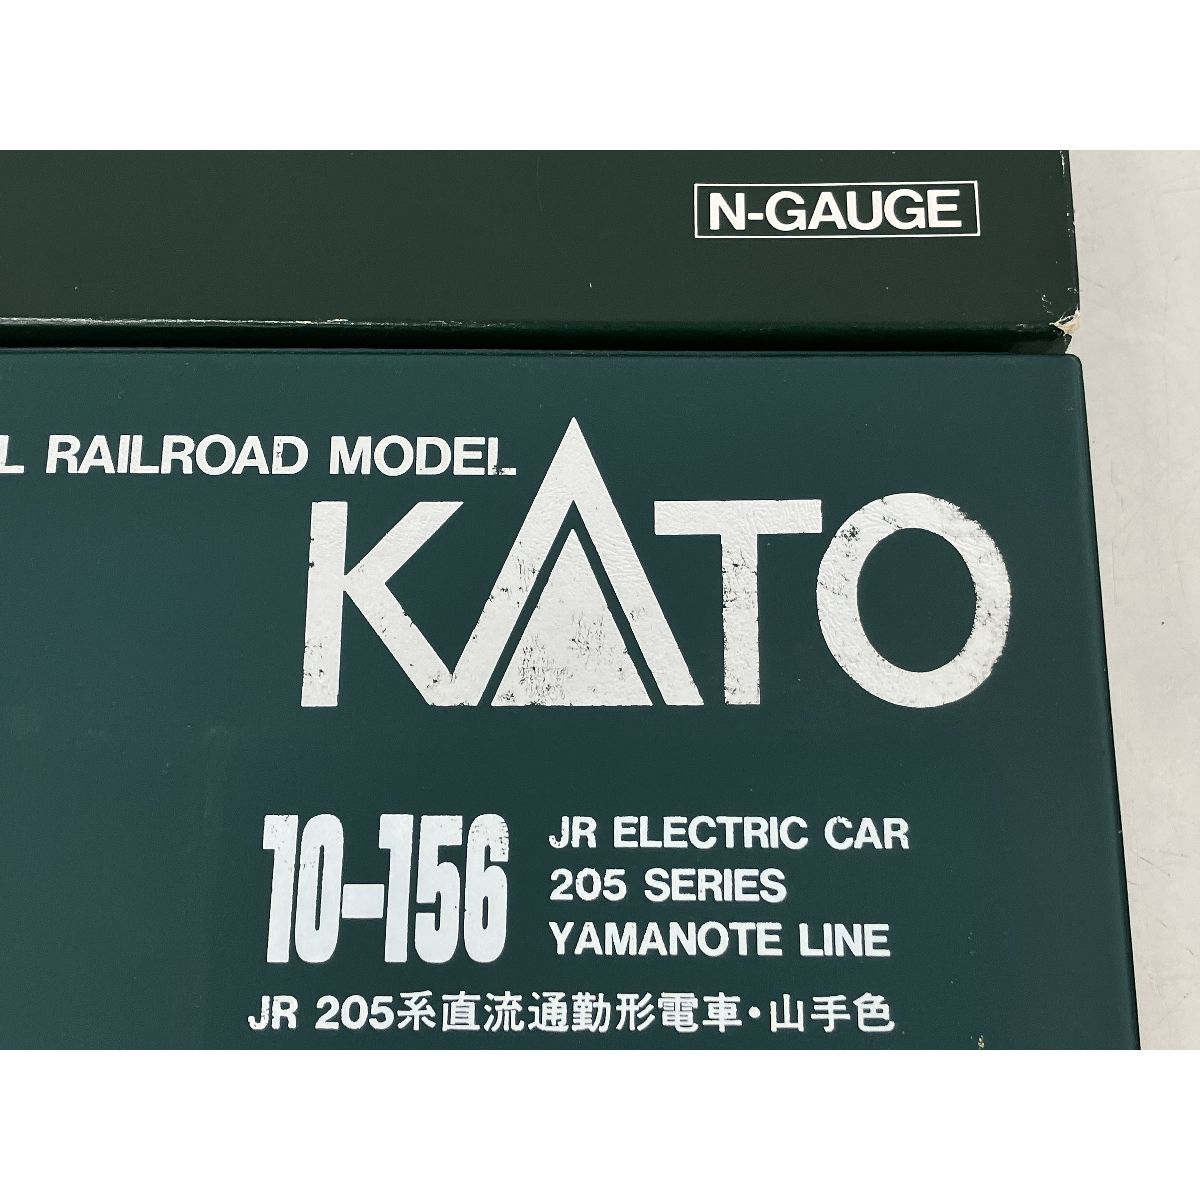 N-GAUGE
L RAILROAD MODEL
KATO
10-156
JR ELECTRIC CAR
205 SERIES
YAMANOTE LINE
JR 205系直流通勤形電車・山手色